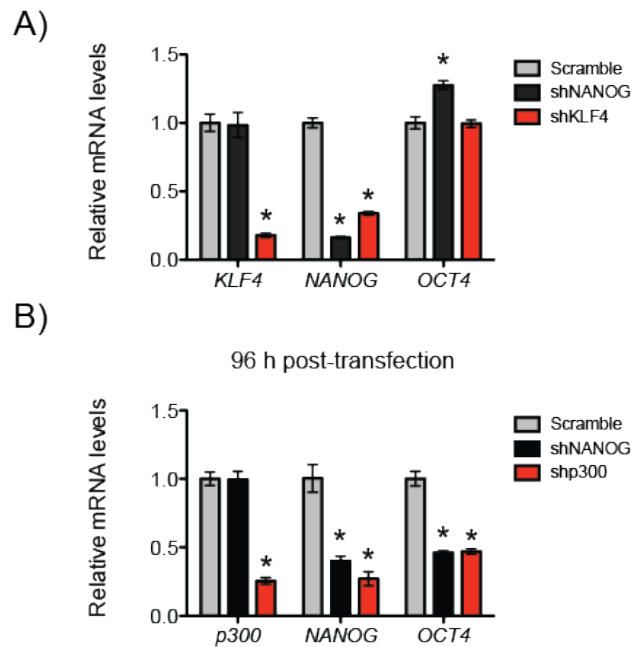 A)
Relative mRNA levels
1.5
1.0
0.5
0.0
*
*
*
*
KLF4 NANOG OCT4
Scramble
shNANOG
shKLF4
B)
96 h post-transfection
Relative mRNA levels
1.5
1.0
0.5
0.0
*
*
*
*
*
p300 NANOG OCT4
Scramble
shNANOG
shp300